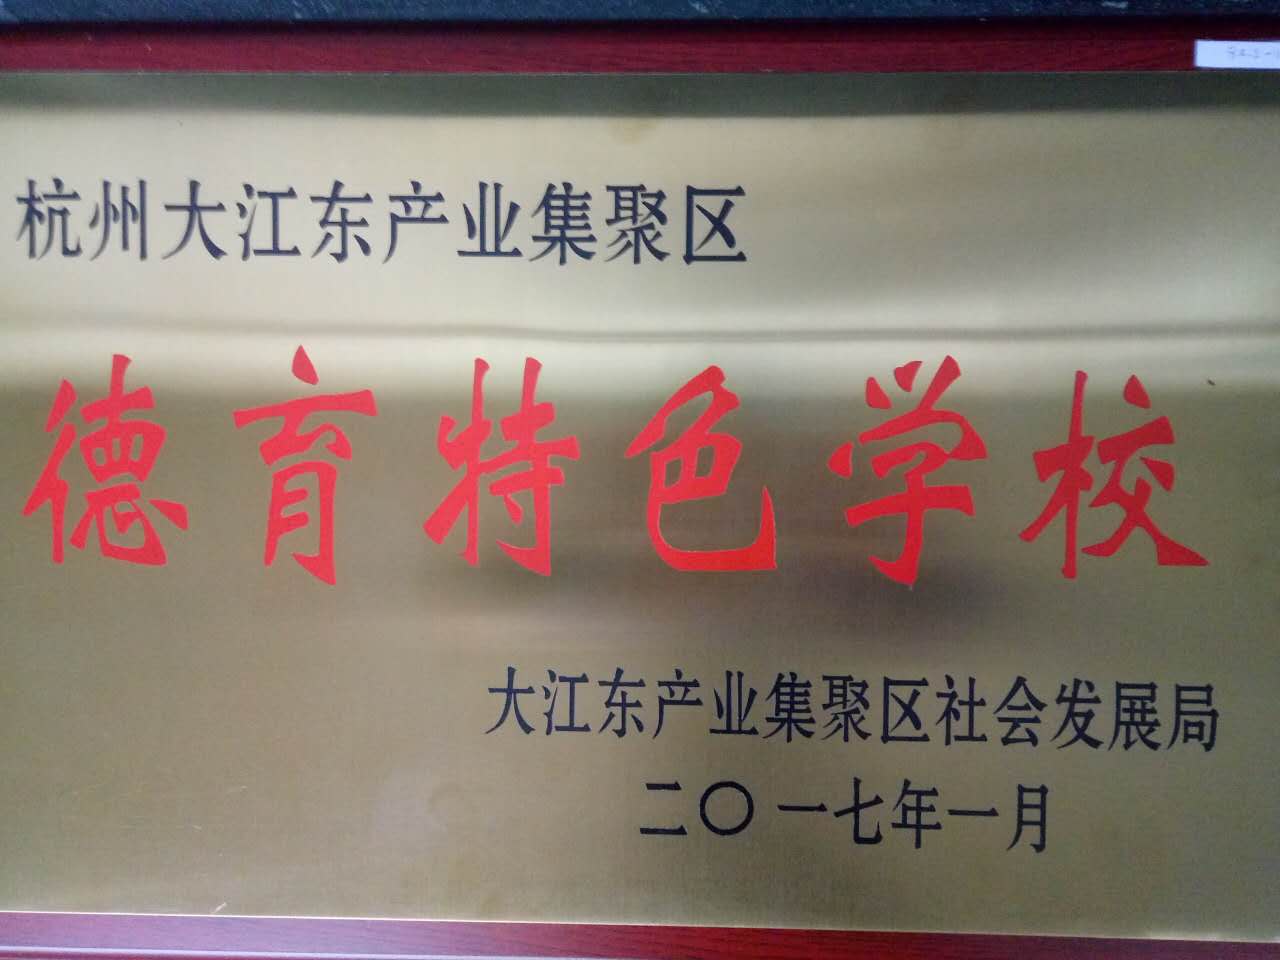 杭州大江东产业集聚区
德育特色学校
大江东产业集聚区社会发展局
二〇一七年一月